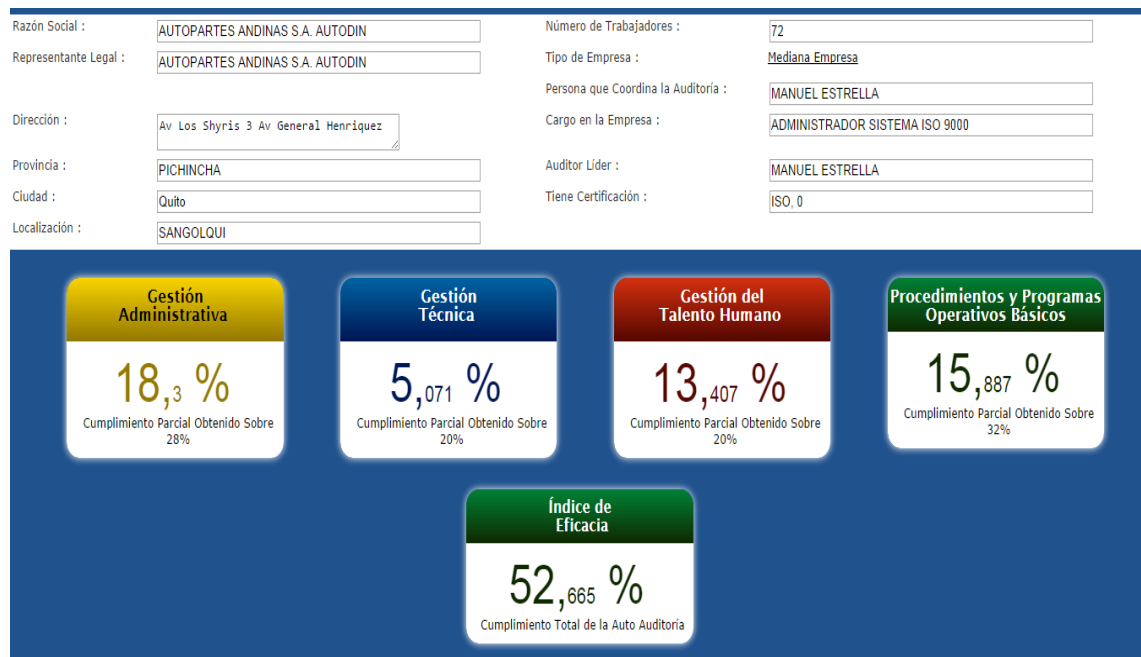 Razón Social :
AUTOPARTES ANDINAS S.A. AUTODIN
Número de Trabajadores :
72
Representante Legal :
AUTOPARTES ANDINAS S.A. AUTODIN
Tipo de Empresa :
Mediana Empresa
Persona que Coordina la Auditoría :
MANUEL ESTRELLA
Dirección :
Av Los Shyris 3 Av General Henriquez
Cargo en la Empresa :
ADMINISTRADOR SISTEMA ISO 9000
Provincia :
PICHINCHA
Auditor Líder :
MANUEL ESTRELLA
Ciudad :
Quito
Tiene Certificación :
ISO, 0
Localización :
SANGOLQUI
Gestión
Administrativa
18,3 %
Cumplimiento Parcial Obtenido Sobre
28%
Gestión
Técnica
5,071 %
Cumplimiento Parcial Obtenido Sobre
20%
Gestión del
Talento Humano
13,407 %
Cumplimiento Parcial Obtenido Sobre
20%
Procedimientos y Programas
Operativos Básicos
15,887 %
Cumplimiento Parcial Obtenido Sobre
32%
Índice de
Eficacia
52,665 %
Cumplimiento Total de la Auto Auditoría